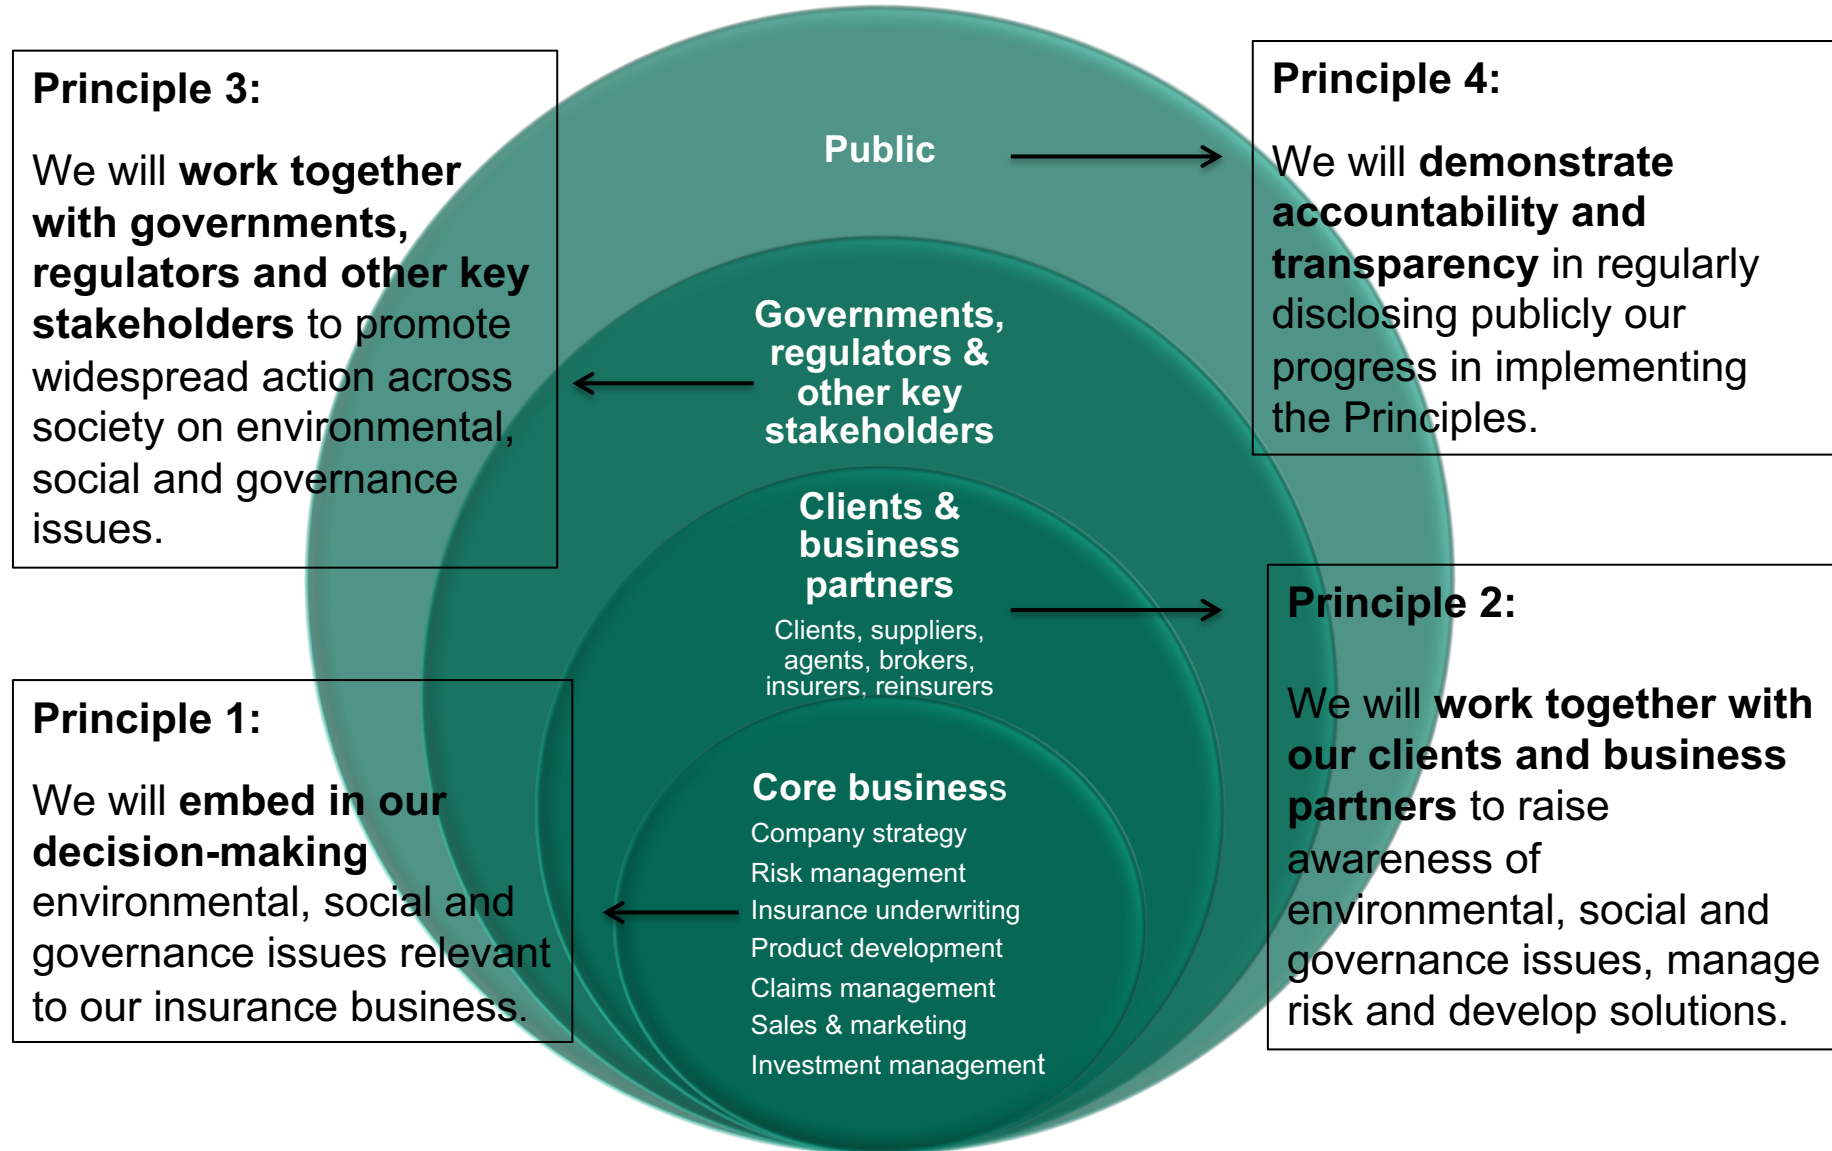 Principle 3:
We will work together
with governments,
regulators and other key
stakeholders to promote
widespread action across
society on environmental,
social and governance
issues.
Principle 1:
We will embed in our
decision-making
environmental, social and
governance issues relevant
to our insurance business.
Public
Governments,
regulators &
other key
stakeholders
Clients &
business
partners
Clients, suppliers,
agents, brokers,
insurers, reinsurers
Core business
Company strategy
Risk management
Insurance underwriting
Product development
Claims management
Sales & marketing
Investment management
Principle 4:
We will demonstrate
accountability and
transparency in regularly
disclosing publicly our
progress in implementing
the Principles.
Principle 2:
We will work together with
our clients and business
partners to raise
awareness of
environmental, social and
governance issues, manage
risk and develop solutions.